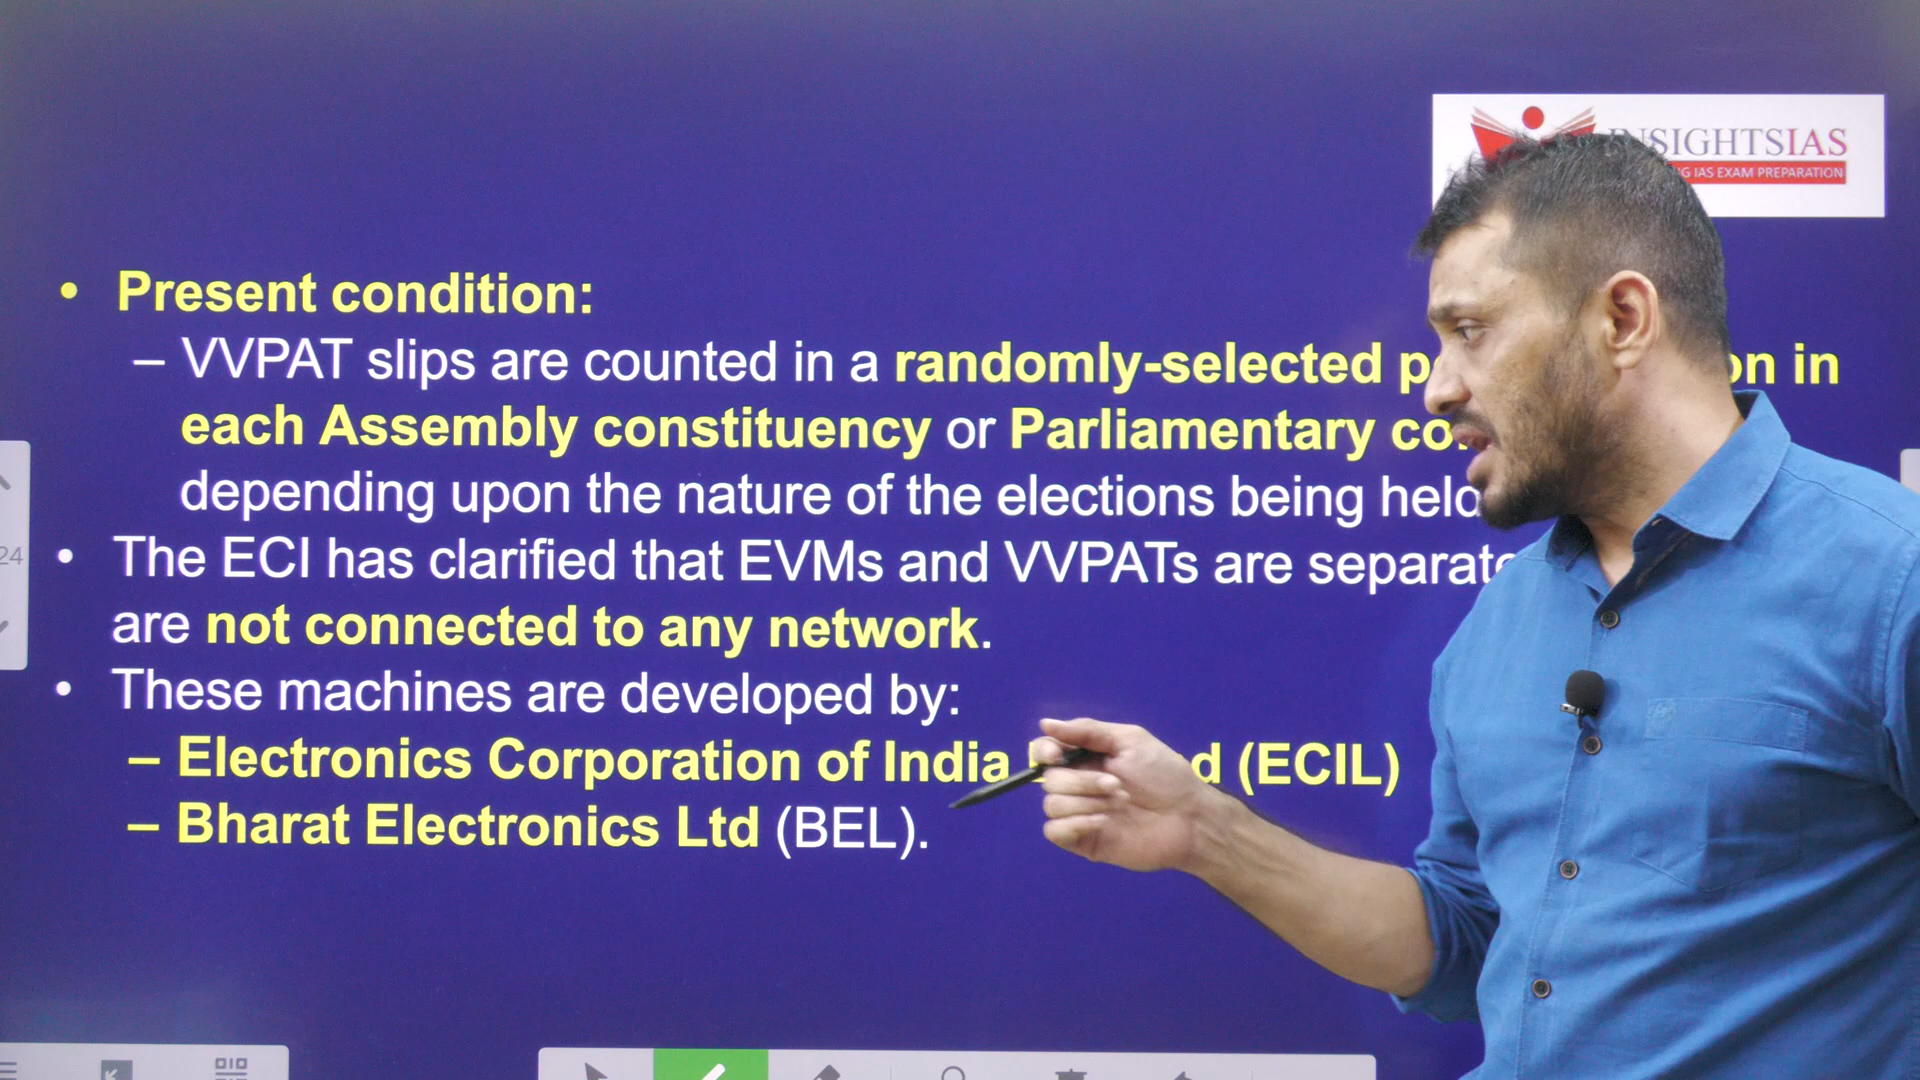 INSIGHTSIAS
IAS EXAM PREPARATION
• Present condition:
– VVPAT slips are counted in a randomly-selected in
each Assembly constituency or Parliamentary
depending upon the nature of the elections being held
• The ECI has clarified that EVMs and VVPATs are
are not connected to any network.
24
• These machines are developed by:
– Electronics Corporation of India (ECIL)
– Bharat Electronics Ltd (BEL).